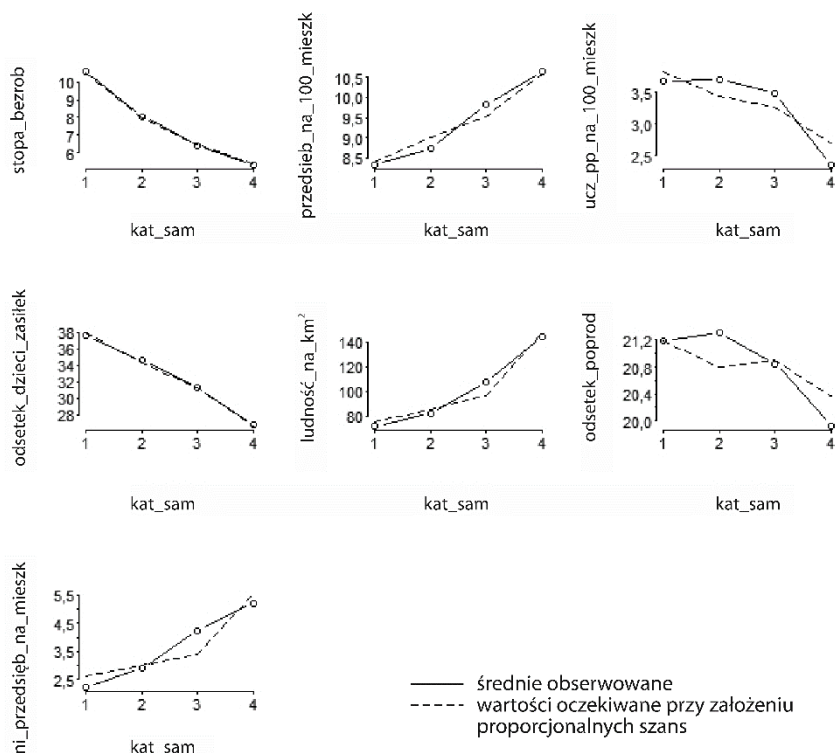 stopa_bezrob
10
9
8
7
6
1 2 3 4
kat_sam
przedsieb_na_100_mieszk
10,5
10,0
9,5
9,0
8,5
1 2 3 4
kat_sam
ucz_pp_na_100_mieszk
3,5
3,0
2,5
1 2 3 4
kat_sam
odsetek_dzieci_zasiłek
38
36
34
32
30
28
1 2 3 4
kat_sam
ludność_na_km²
140
120
100
80
1 2 3 4
kat_sam
odsetek_poprod
21,2
20,8
20,4
20,0
1 2 3 4
kat_sam
ni_przedsięb_na_mieszk
5,5
4,5
3,5
2,5
1 2 3 4
kat_sam
średnie obserwowane
wartości oczekiwane przy założeniu
proporcjonalnych szans